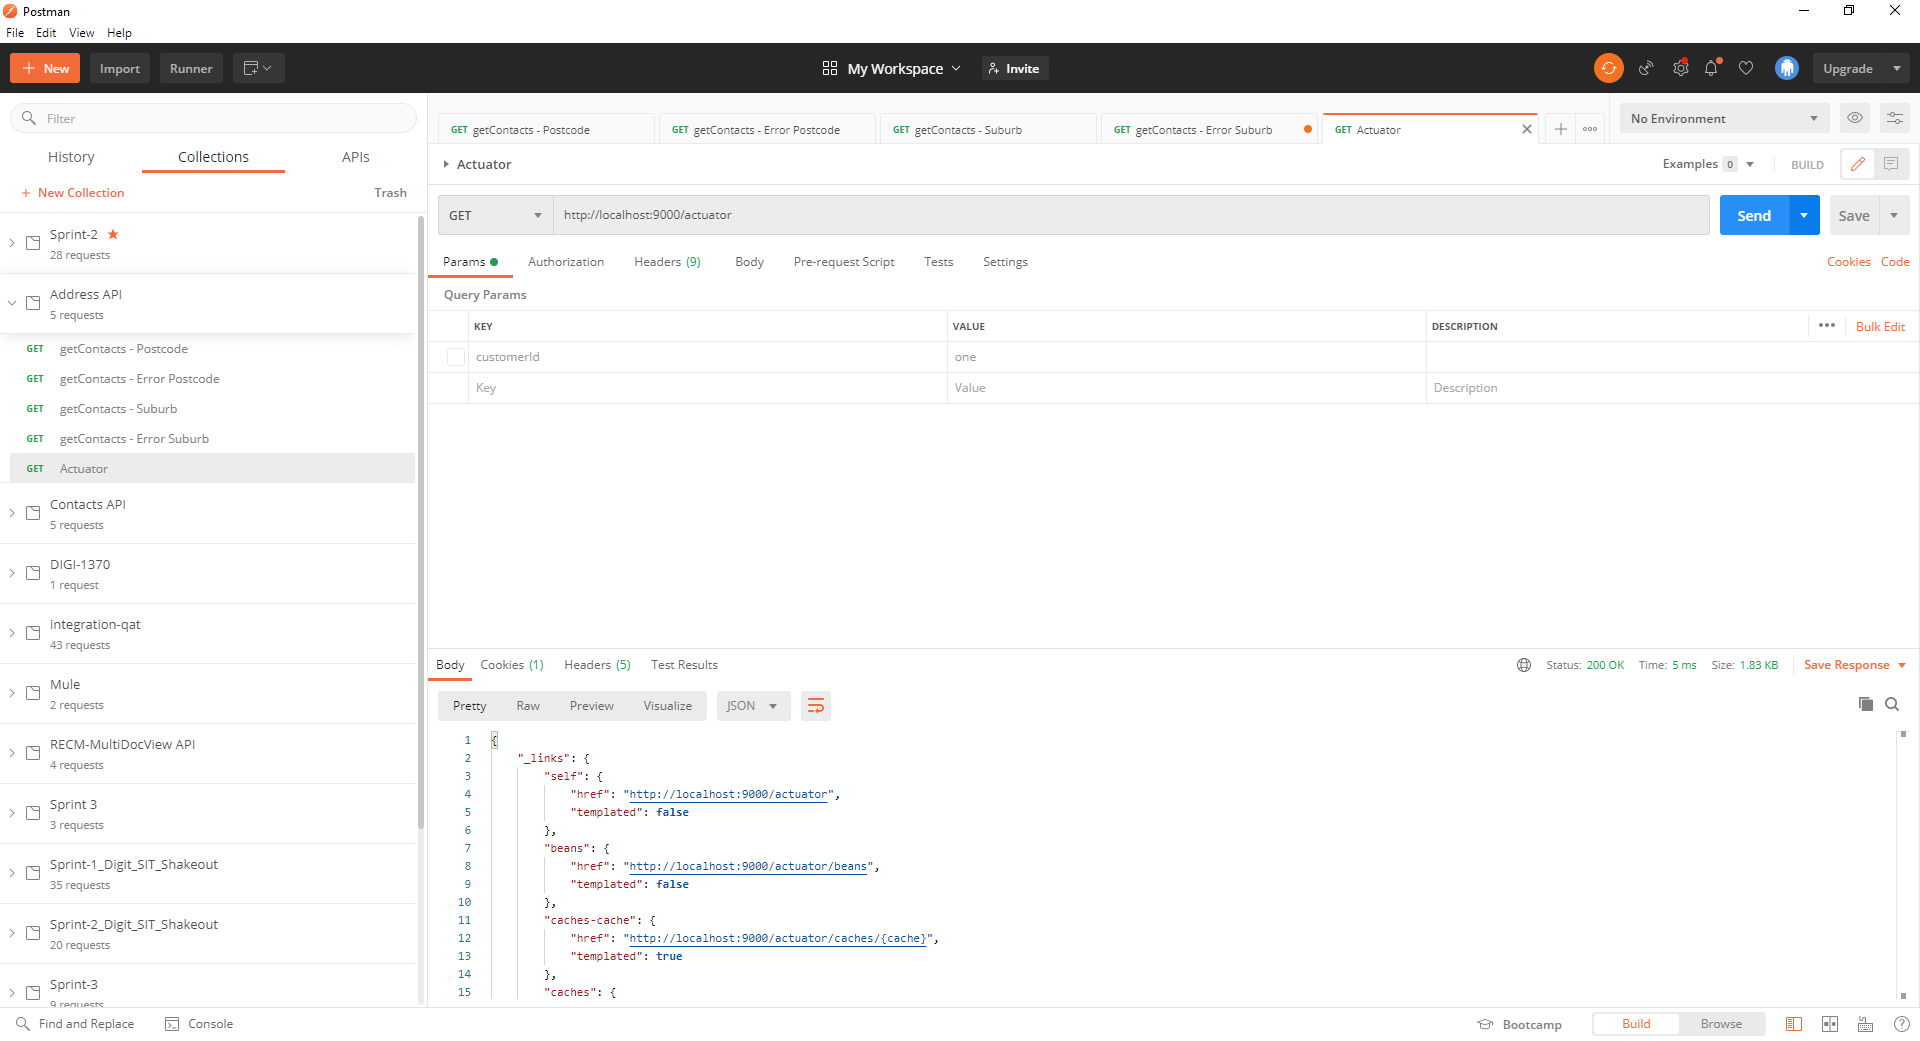 Postman
File Edit View Help
New Import Runner My Workspace Invite Upgrade
Filter
History Collections APIs
New Collection Trash
Sprint-2
28 requests
Address API
5 requests
GET getContacts - Postcode
GET getContacts - Error Postcode
GET getContacts - Suburb
GET getContacts - Error Suburb
GET Actuator
Contacts API
5 requests
DIGI-1370
1 request
integration-qat
43 requests
Mule
2 requests
RECM-MultiDocView API
4 requests
Sprint 3
3 requests
Sprint-1_Digit_SIT_Shakeout
35 requests
Sprint-2_Digit_SIT_Shakeout
20 requests
Sprint-3
9 requests
GET getContacts - Postcode GET getContacts - Error Postcode GET getContacts - Suburb GET getContacts - Error Suburb GET Actuator No Environment
Actuator Examples 0 BUILD
GET http://localhost:9000/actuator Send Save
Params Authorization Headers (9) Body Pre-request Script Tests Settings Cookies Code
Query Params
KEY VALUE DESCRIPTION Bulk Edit
customerId one
Key Value Description
Body Cookies (1) Headers (5) Test Results Status: 200 OK Time: 5 ms Size: 1.83 KB Save Response
Pretty Raw Preview Visualize JSON
1 {
2 "_links": {
3 "self": {
4 "href": "http://localhost:9000/actuator",
5 "templated": false
6 },
7 "beans": {
8 "href": "http://localhost:9000/actuator/beans",
9 "templated": false
10 },
11 "caches-cache": {
12 "href": "http://localhost:9000/actuator/caches/{cache}",
13 "templated": true
14 },
15 "caches": {
Find and Replace Console Bootcamp Build Browse